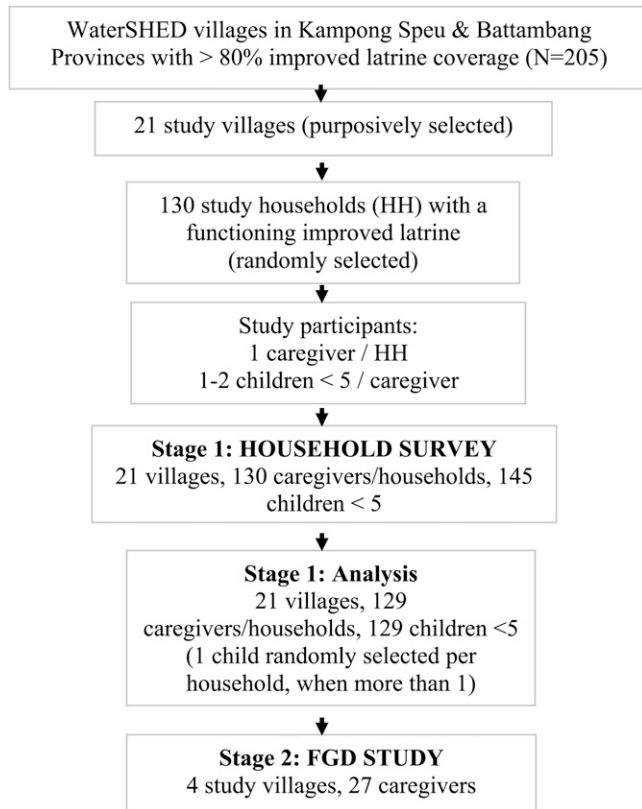 WaterSHED villages in Kampong Speu & Battambang
Provinces with > 80% improved latrine coverage (N=205)
21 study villages (purposively selected)
130 study households (HH) with a
functioning improved latrine
(randomly selected)
Study participants:
1 caregiver / HH
1-2 children < 5 / caregiver
Stage 1: HOUSEHOLD SURVEY
21 villages, 130 caregivers/households, 145
children < 5
Stage 1: Analysis
21 villages, 129
caregivers/households, 129 children <5
(1 child randomly selected per
household, when more than 1)
Stage 2: FGD STUDY
4 study villages, 27 caregivers